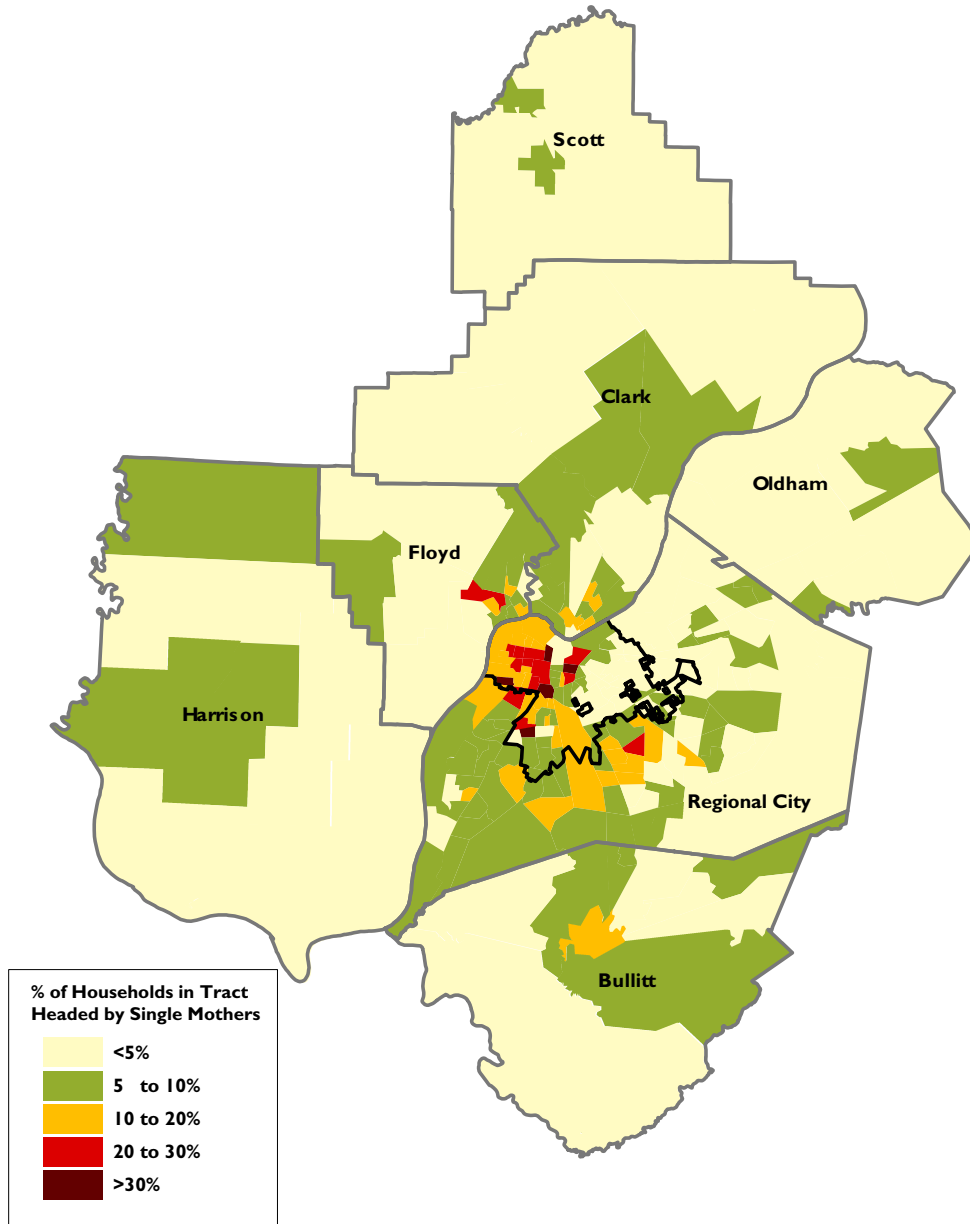 Scott
Clark
Oldham
Floyd
Harrison
Regional City
Bullitt
% of Households in Tract
Headed by Single Mothers
<5%
5 to 10%
10 to 20%
20 to 30%
>30%